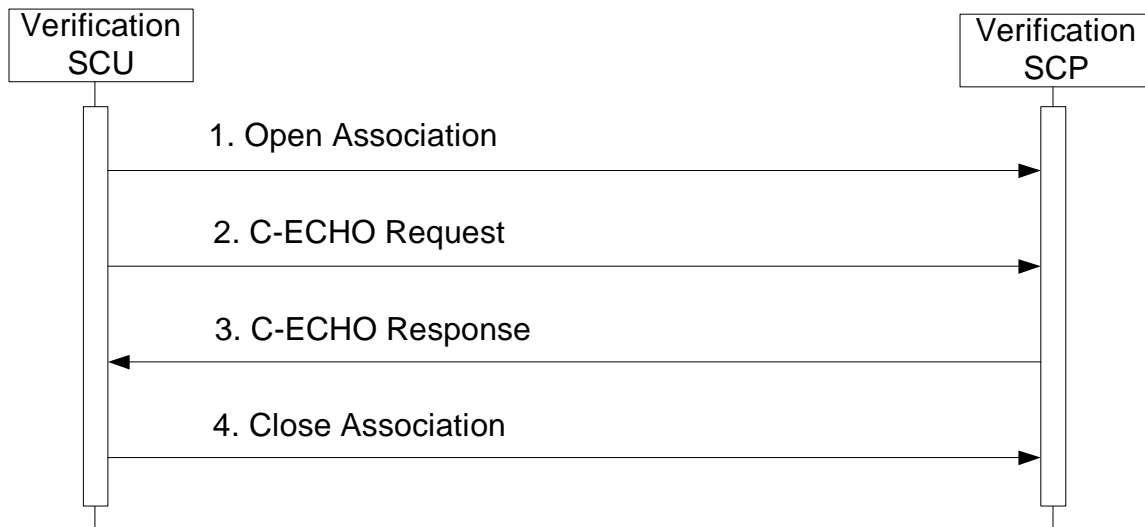 Verification
SCU
Verification
SCP
1. Open Association
2. C-ECHO Request
3. C-ECHO Response
4. Close Association